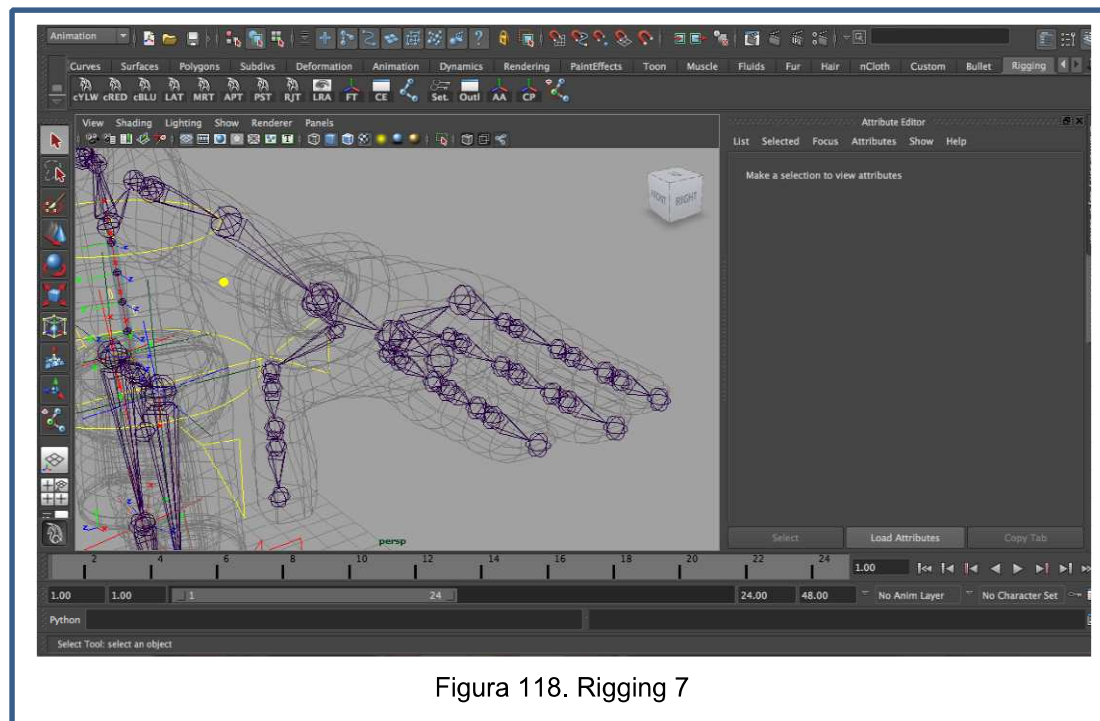 Animation
Curves Surfaces Polygons Subdivs Deformation Animation Dynamics Rendering PaintEffects Toon Muscle Fluids Fur Hair nCloth Custom Bullet Rigging
cYLW cRED cBLU LAT MRT APT PST RJT LRA FT CE Set. Outl AA CP
View Shading Lighting Show Renderer Panels
Attribute Editor
List Selected Focus Attributes Show Help
Make a selection to view attributes
FRONT RIGHT
persp
Select Load Attributes Copy Tab
2 4 6 8 10 12 14 16 18 20 22 24 1.00
1.00 1.00 1 24 24.00 48.00 No Anim Layer No Character Set
Python
Select Tool: select an object
Figura 118. Rigging 7